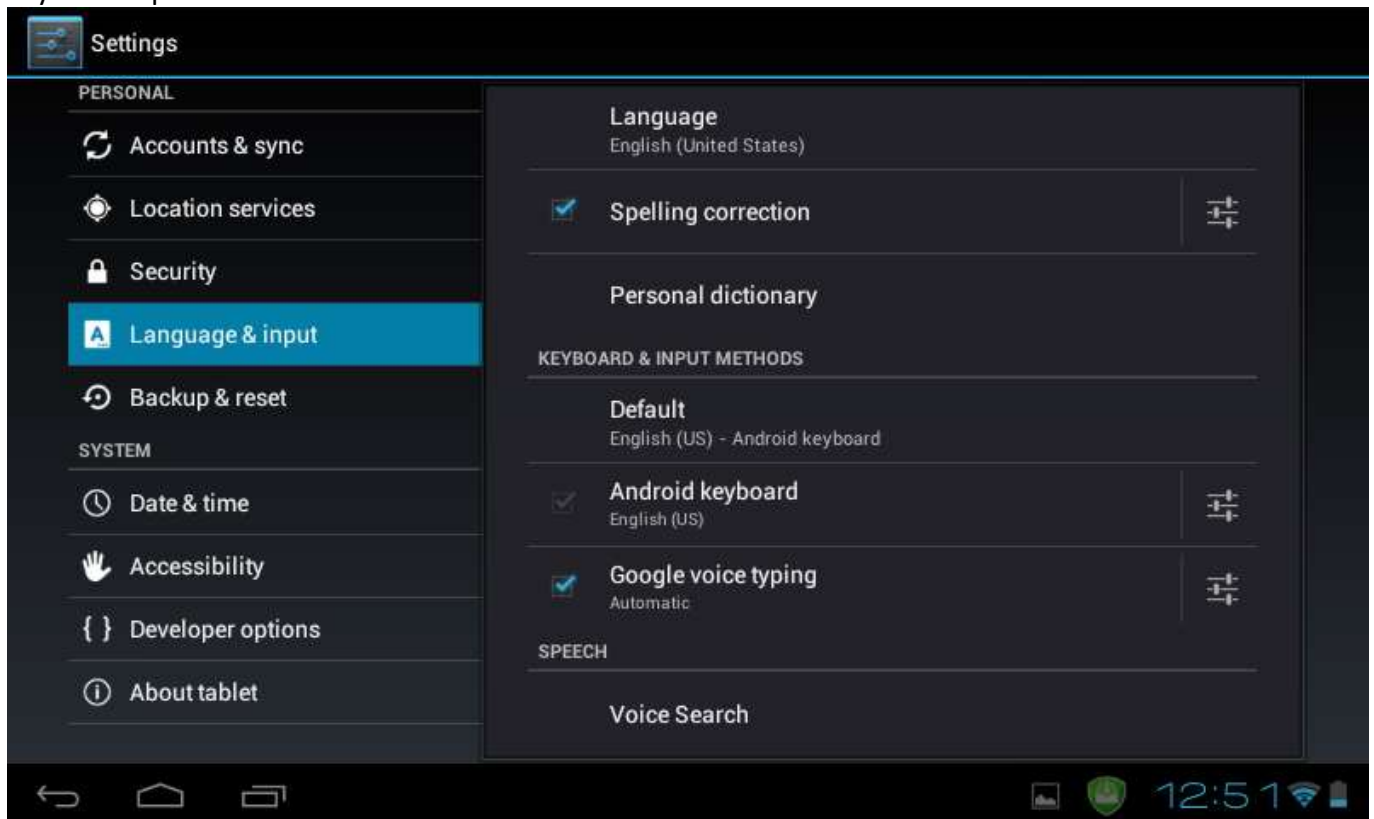 Settings
PERSONAL
Accounts & sync
Location services
Security
Language & input
Backup & reset
SYSTEM
Date & time
Accessibility
{ } Developer options
About tablet
Language
English (United States)
Spelling correction
Personal dictionary
KEYBOARD & INPUT METHODS
Default
English (US) - Android keyboard
Android keyboard
English (US)
Google voice typing
Automatic
SPEECH
Voice Search
12:51